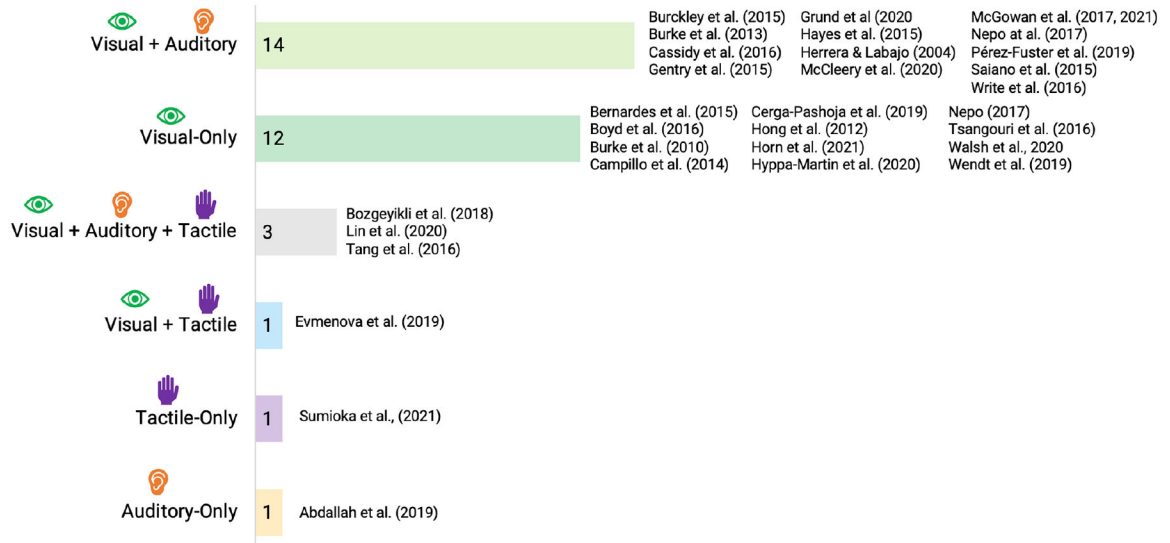 Visual + Auditory
14
Burckley et al. (2015)
Burke et al. (2013)
Cassidy et al. (2016)
Gentry et al. (2015)
Grund et al. (2020
Hayes et al. (2015)
Herrera & Labajo (2004)
McCleery et al. (2020)
McGowan et al. (2017, 2021)
Nepo at al. (2017)
Pérez-Fuster et al. (2019)
Saiano et al. (2015)
Write et al. (2016)
Visual-Only
12
Bernardes et al. (2015)
Boyd et al. (2016)
Burke et al. (2010)
Campillo et al. (2014)
Cerga-Pashoja et al. (2019)
Hong et al. (2012)
Horn et al. (2021)
Hyppa-Martin et al. (2020)
Nepo (2017)
Tsangouri et al. (2016)
Walsh et al., 2020
Wendt et al. (2019)
Visual + Auditory + Tactile
3
Bozgeyikli et al. (2018)
Lin et al. (2020)
Tang et al. (2016)
Visual + Tactile
1
Evmenova et al. (2019)
Tactile-Only
1
Sumioka et al., (2021)
Auditory-Only
1
Abdallah et al. (2019)